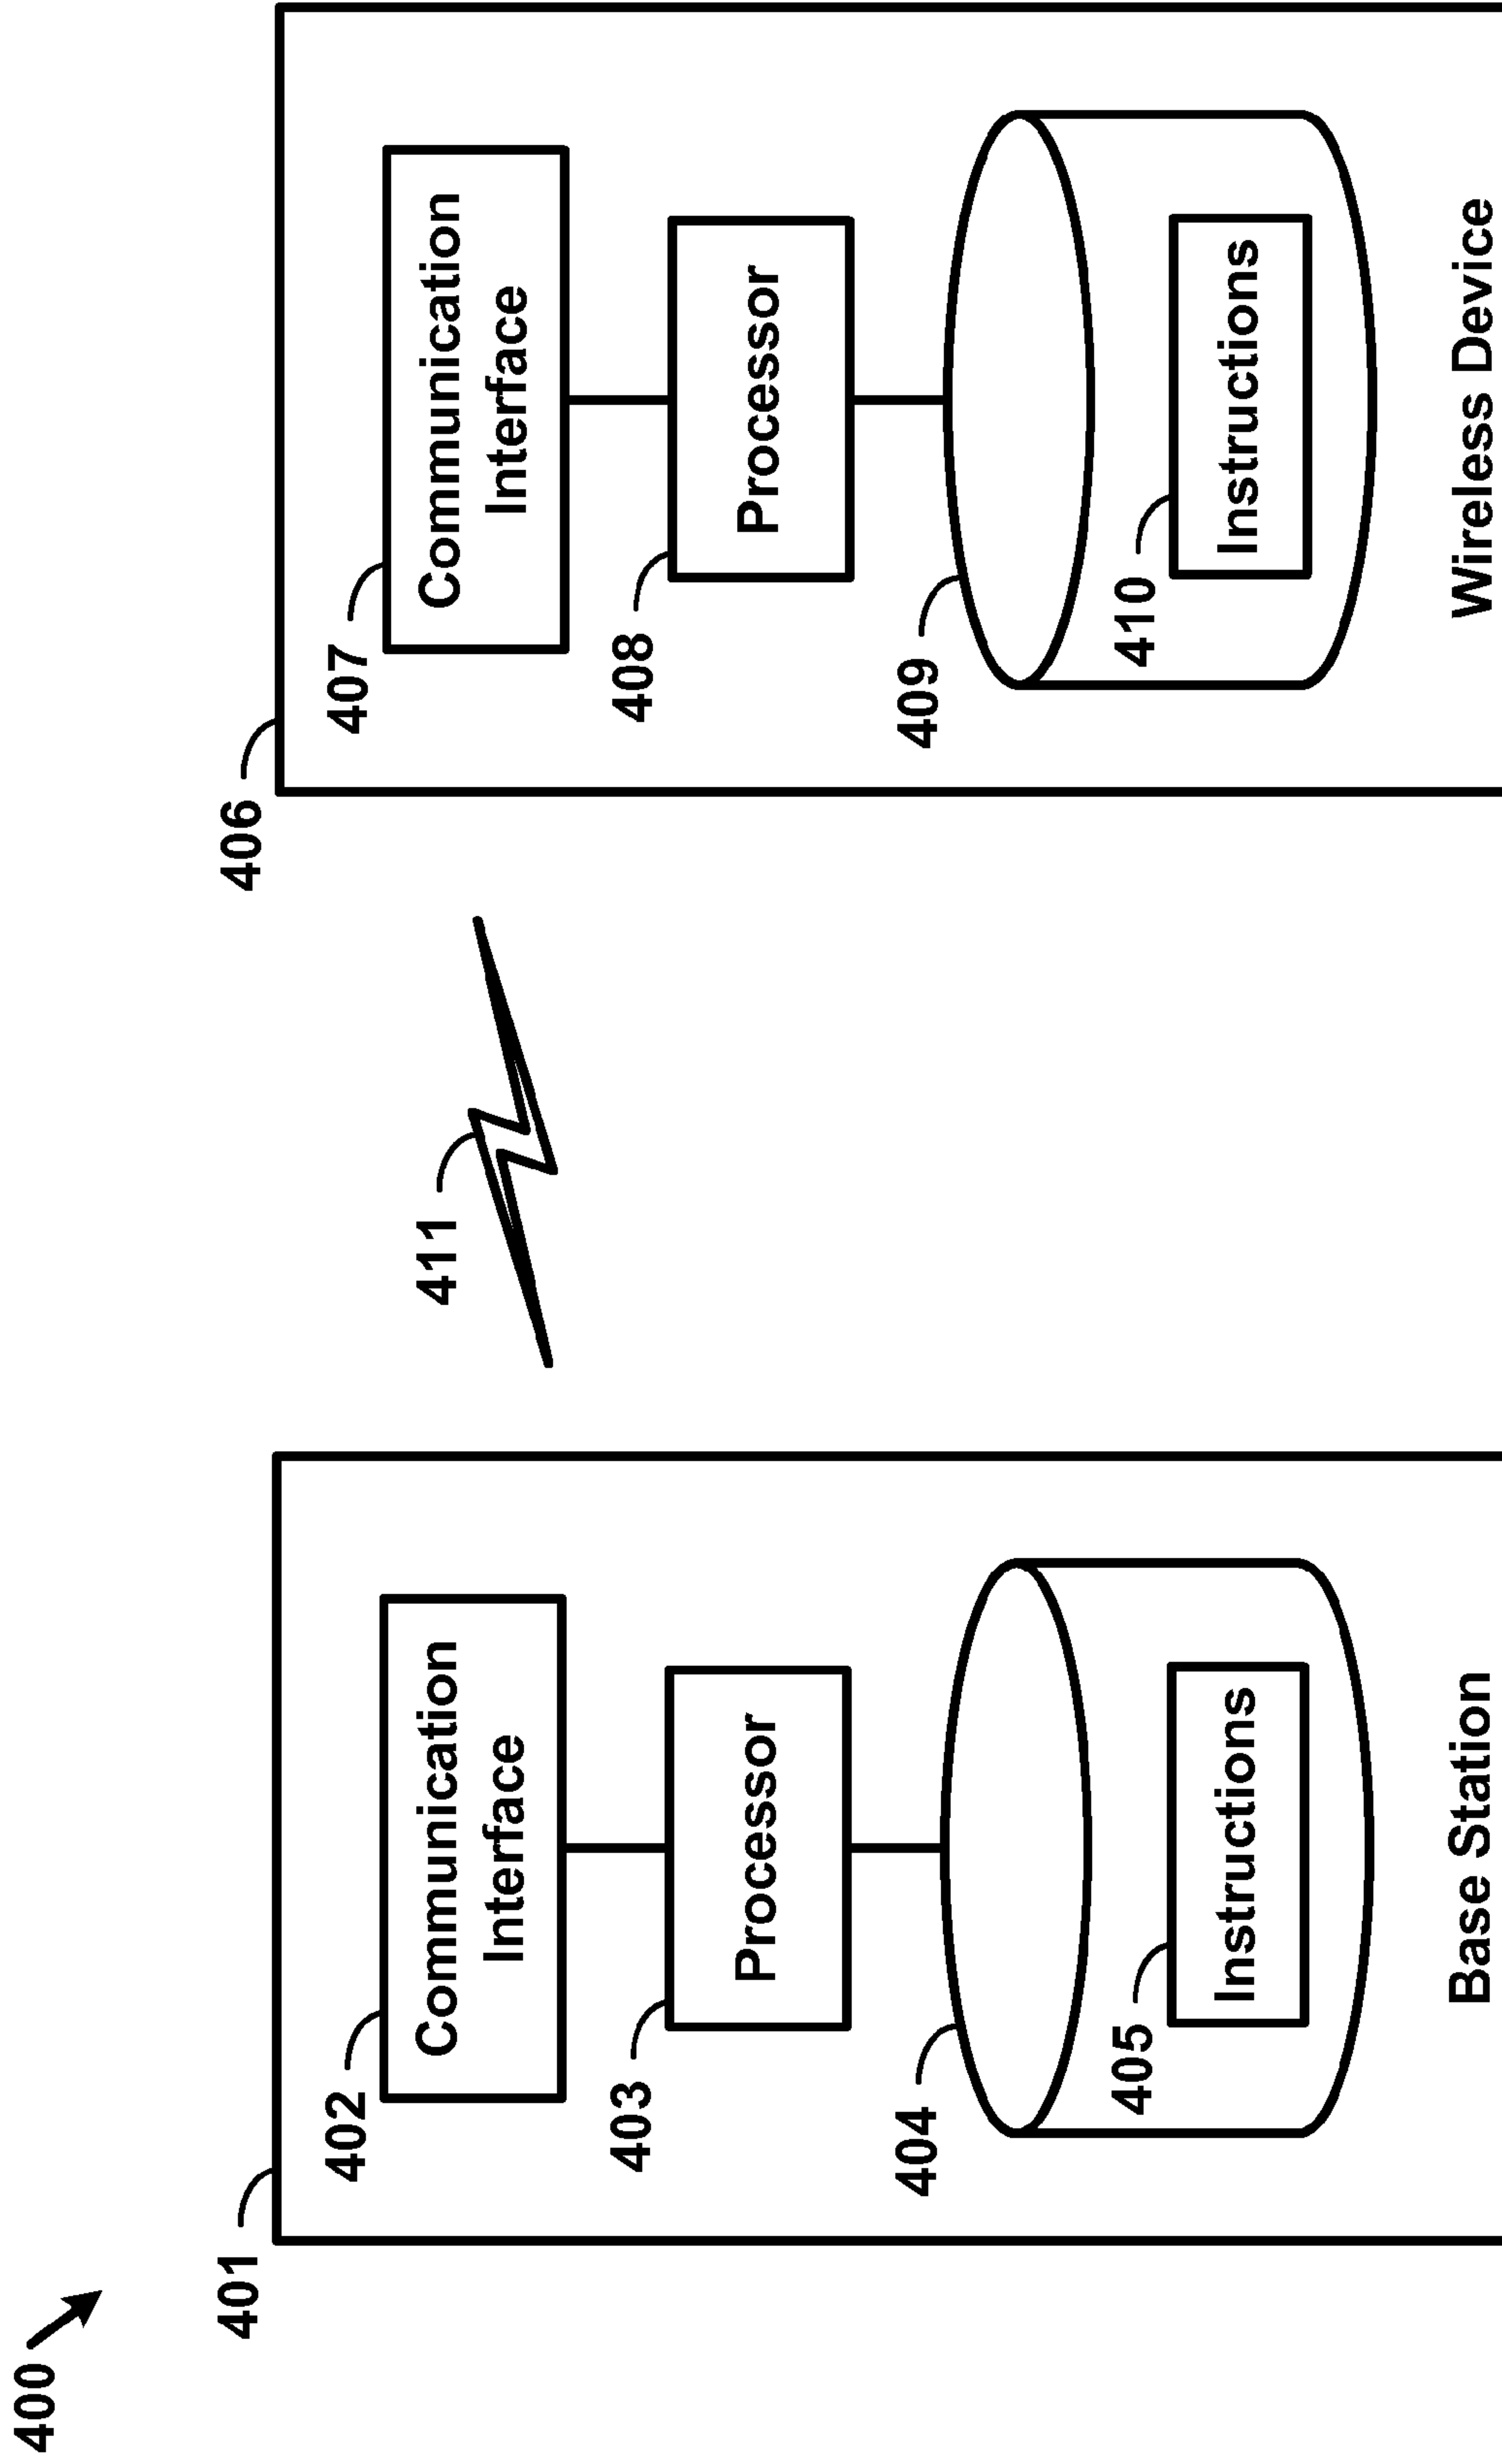 400
401
402
Communication
Interface
403
Processor
404
405
Instructions
Base Station
411
406
407
Communication
Interface
408
Processor
409
410
Instructions
Wireless Device